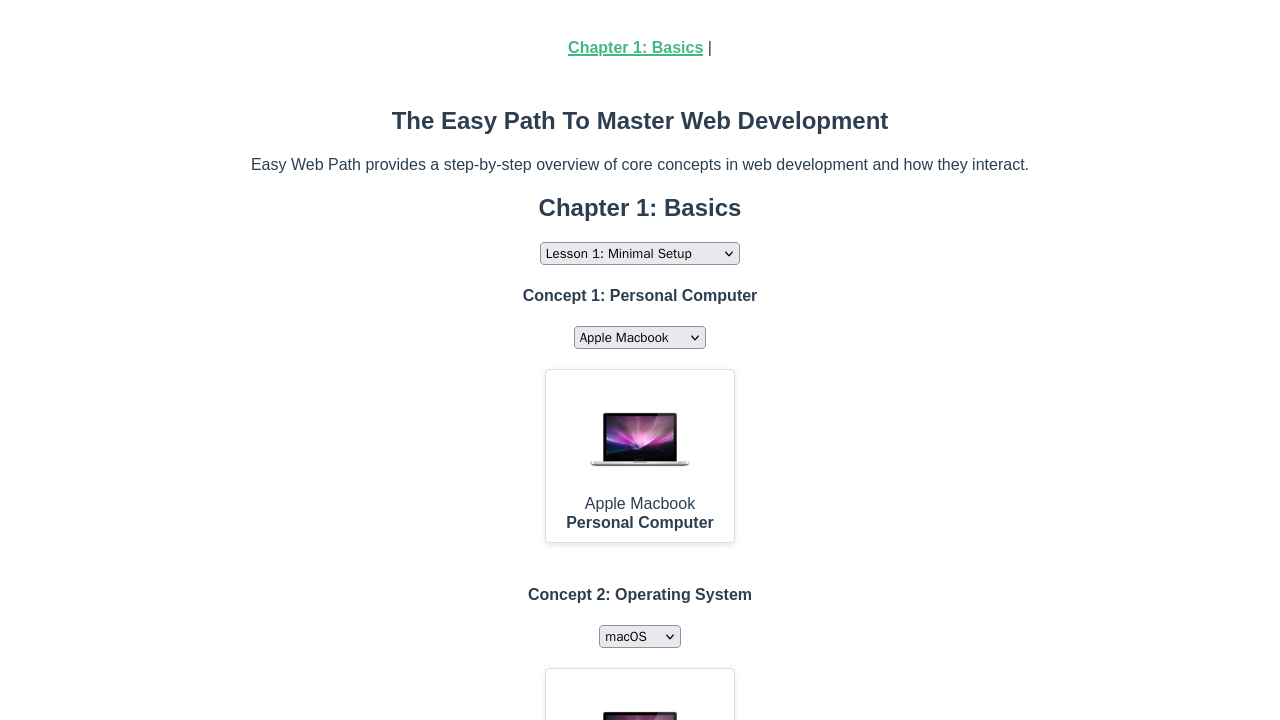 Chapter 1: Basics |
The Easy Path To Master Web Development
Easy Web Path provides a step-by-step overview of core concepts in web development and how they interact.
Chapter 1: Basics
Lesson 1: Minimal Setup
Concept 1: Personal Computer
Apple Macbook
Apple Macbook
Personal Computer
Concept 2: Operating System
macOS